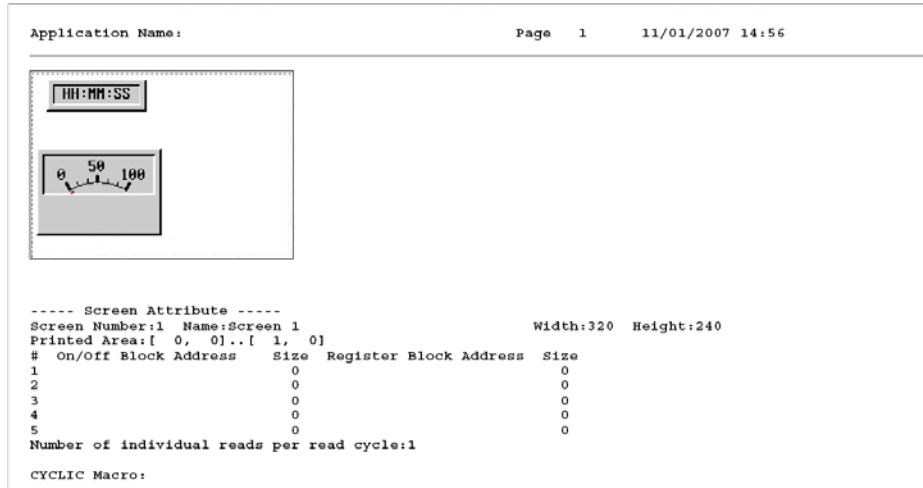 Application Name: Page 1 11/01/2007 14:56
HH:MM:SS
0 50 100
----- Screen Attribute -----
Screen Number:1 Name:Screen 1 Width:320 Height:240
Printed Area:[ 0, 0]..[ 1, 0]
# On/Off Block Address Size Register Block Address Size
1 0 0
2 0 0
3 0 0
4 0 0
5 0 0
Number of individual reads per read cycle:1
CYCLIC Macro: